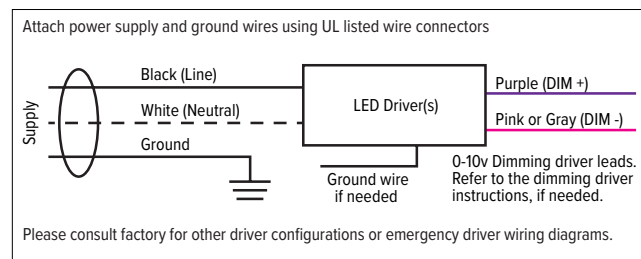 Attach power supply and ground wires using UL listed wire connectors
Supply
Black (Line)
White (Neutral)
Ground
LED Driver(s)
Ground wire
if needed
Purple (DIM +)
Pink or Gray (DIM -)
0-10v Dimming driver leads.
Refer to the dimming driver
instructions, if needed.
Please consult factory for other driver configurations or emergency driver wiring diagrams.